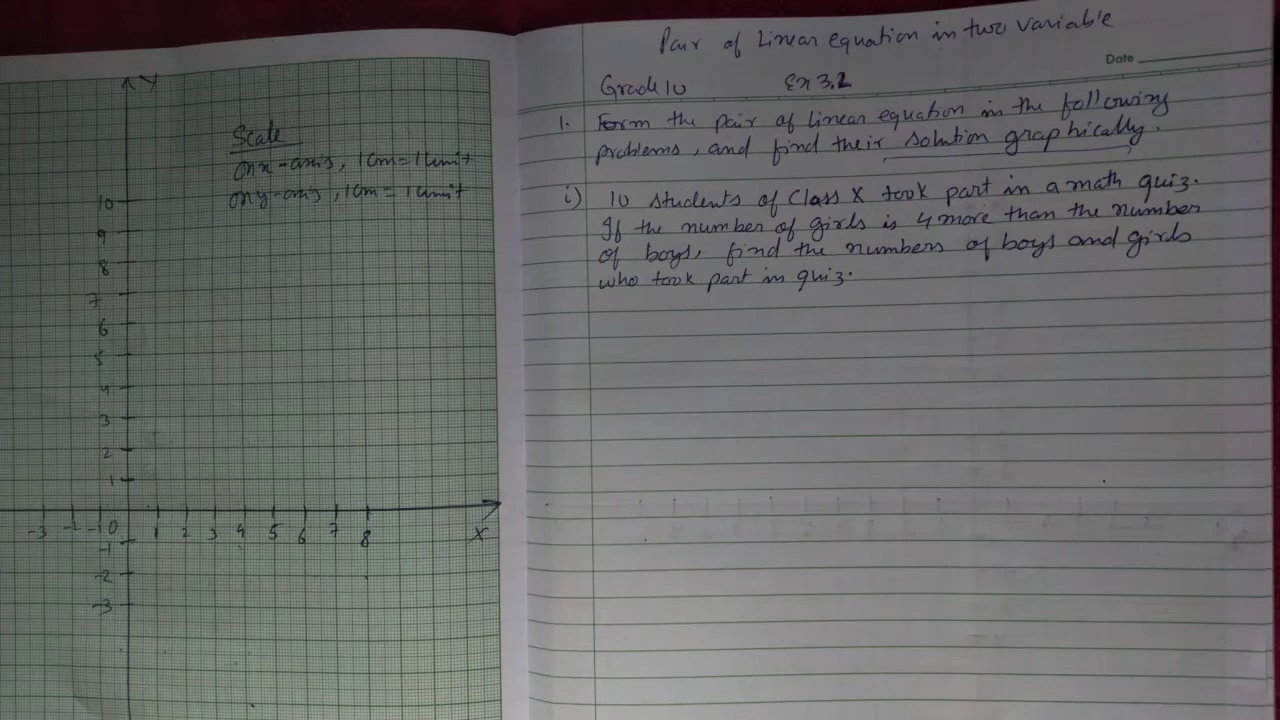 Y
Scale
on x-axis, 1cm = 1 unit
on y-axis, 1cm = 1 unit
10
9
8
7
6
5
4
3
2
1
-3 -2 -1 0 1 2 3 4 5 6 7 8 X
-1
-2
-3
Pair of Linear equation in two variable
Date
Grade 10 Ex 3.2
1. Form the pair of linear equation in the following
problems, and find their solution graphically.
i) 10 students of Class X took part in a math quiz.
If the number of girls is 4 more than the number
of boys, find the numbers of boys and girls
who took part in quiz.